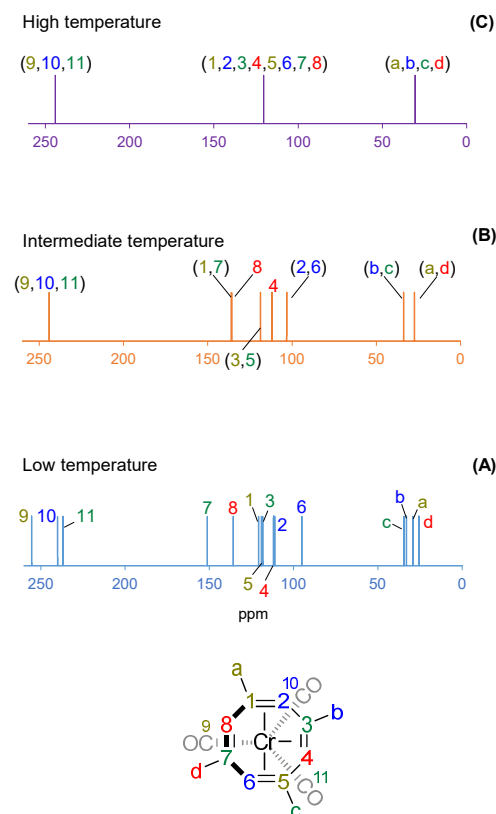 High temperature (C)
(9,10,11) (1,2,3,4,5,6,7,8) (a,b,c,d)
250 200 150 100 50 0
Intermediate temperature (B)
(9,10,11) (1,7) 8 (2,6) (b,c) (a,d)
4
250 200 150 (3,5) 100 50 0
Low temperature (A)
9 10 11 7 8 1 3 2 6 c b a d
5 4
250 200 150 100 50 0
ppm
a
10 CO
1 2
8 3 b
9 OC Cr
7 4
d 11
6 5 CO
c